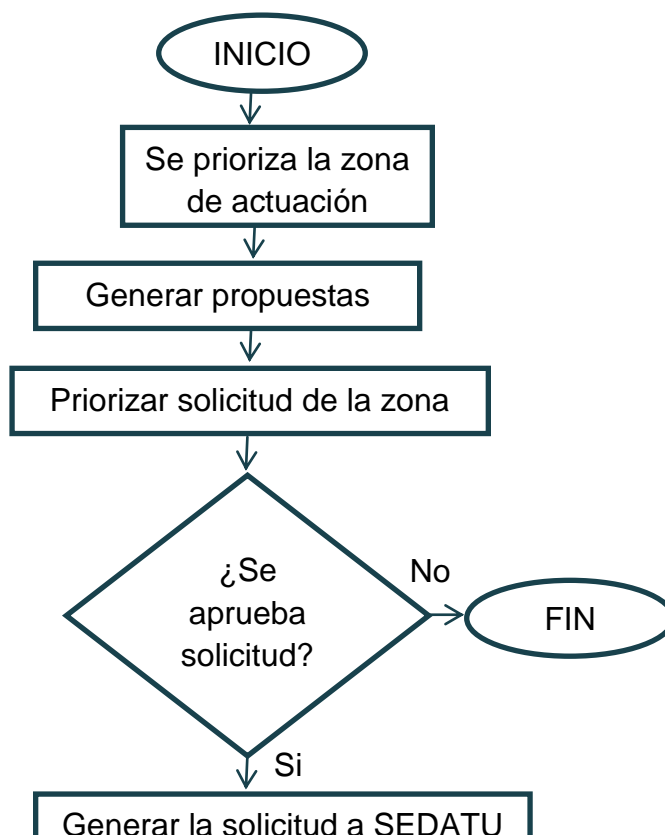 INICIO
Se prioriza la zona
de actuación
Generar propuestas
Priorizar solicitud de la zona
¿Se
aprueba
solicitud?
No
FIN
Si
Generar la solicitud a SEDATU